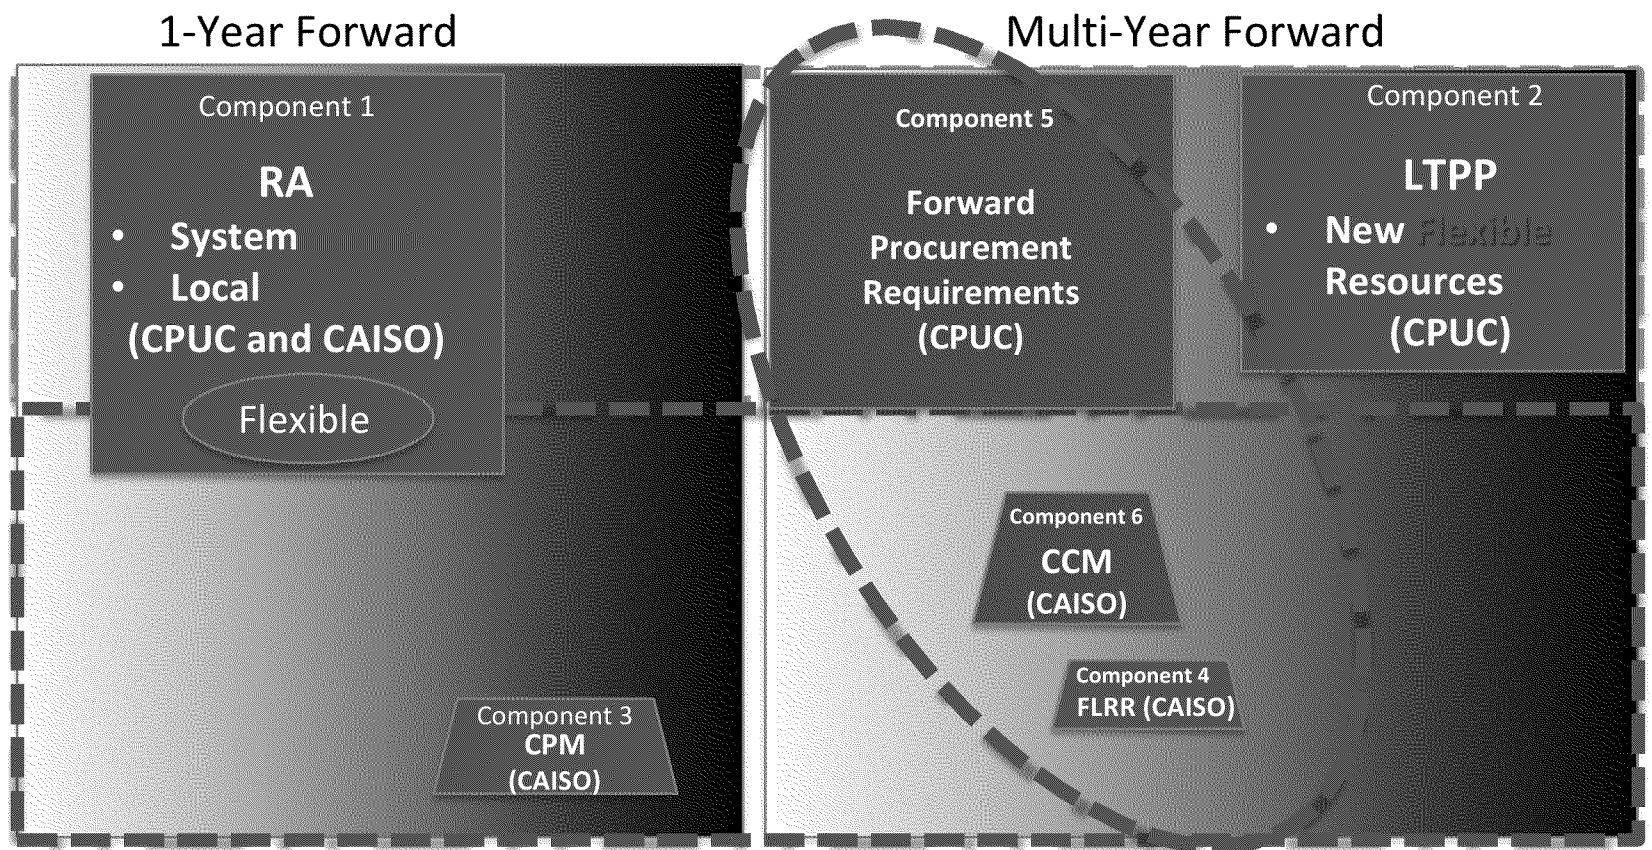 1-Year Forward
Multi-Year Forward
Component 1
RA
• System
• Local
(CPUC and CAISO)
Flexible
Component 3
CPM
(CAISO)
Component 5
Forward
Procurement
Requirements
(CPUC)
Component 2
LTPP
• New Flexible
Resources
(CPUC)
Component 6
CCM
(CAISO)
Component 4
FLRR (CAISO)